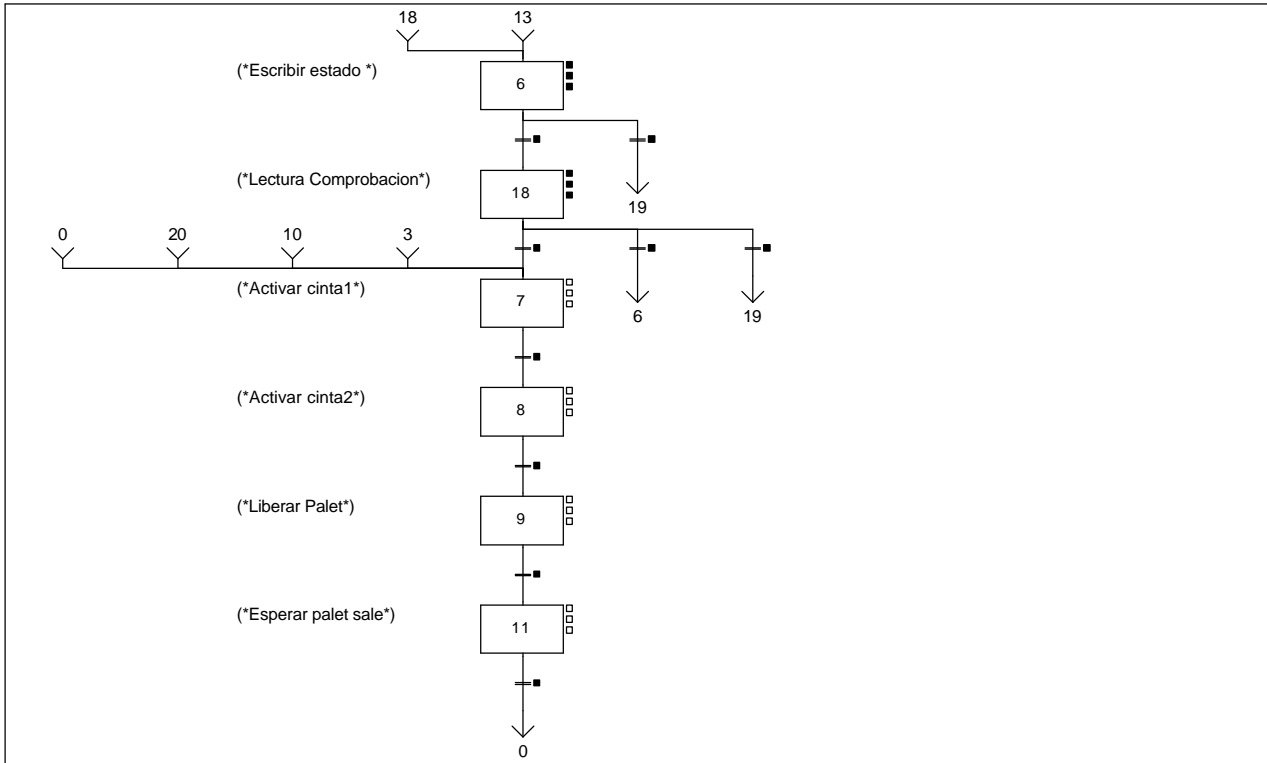 18 13
(*Escribir estado *)
6
(*Lectura Comprobacion*)
18
19
0 20 10 3
(*Activar cinta1*)
7
6
19
(*Activar cinta2*)
8
(*Liberar Palet*)
9
(*Esperar palet sale*)
11
0